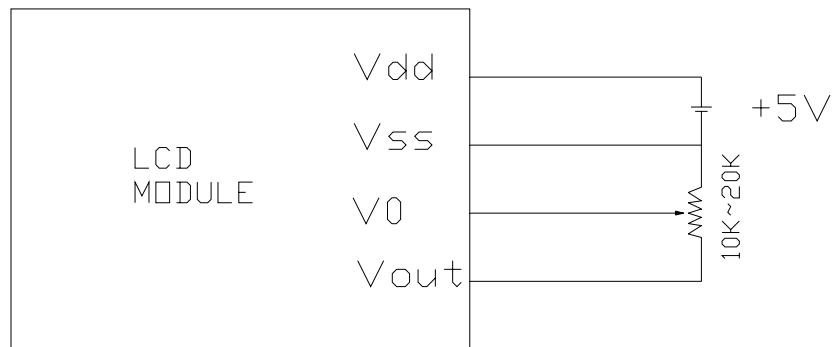 Vdd
+5V
Vss
LCD
MODULE
V0
10K~20K
Vout